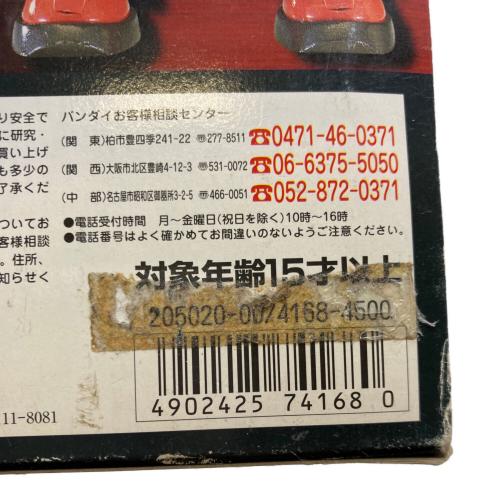 り安全で
に研究・
買い上げ
も多少の
了承くだ
ついてお
客様相談
。住所、
知らせく
バンダイお客様相談センター
(関 東)柏市豊四季241-22 〠277-8511 ☎0471-46-0371
(関 西)大阪市北区豊崎4-12-3 〠531-0072 ☎06-6375-5050
(中 部)名古屋市昭和区御器所3-2-5 〠466-0051 ☎052-872-0371
●電話受付時間 月～金曜日(祝日を除く)10時～16時
●電話番号はよく確かめてお間違いのないようご注意ください。
対象年齢15才以上
205020-0074168-4500
4902425 74168 0
11-8081